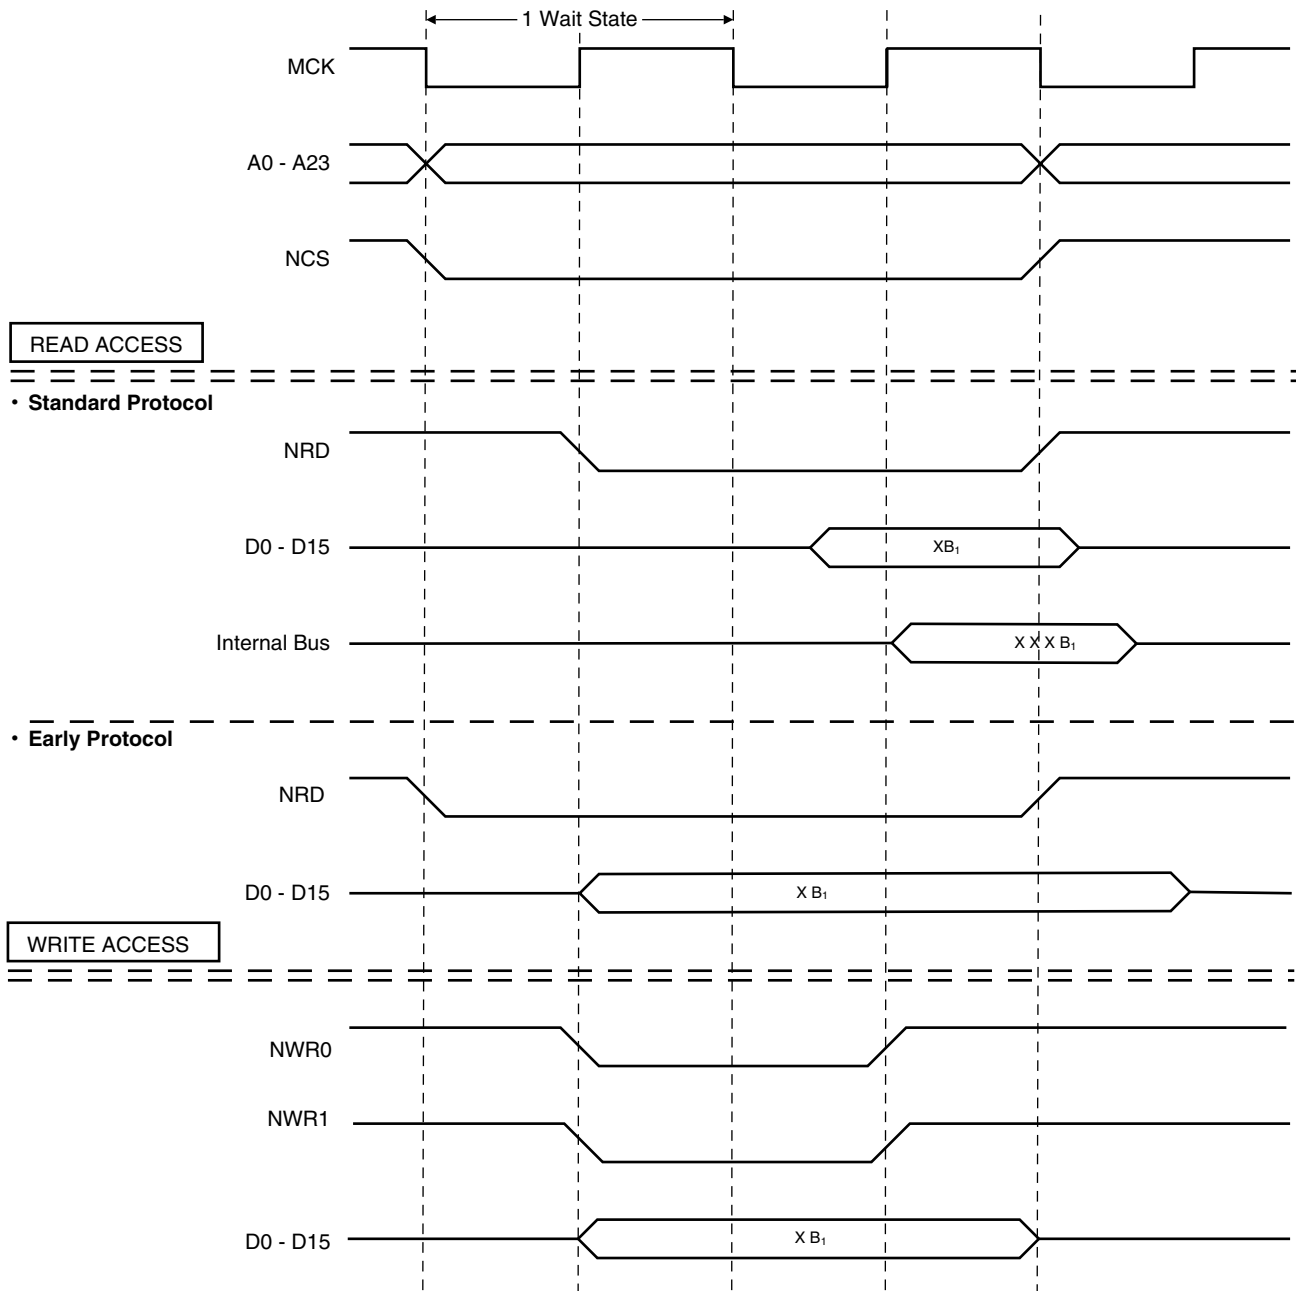 1 Wait State
MCK
A0 - A23
NCS
READ ACCESS
• Standard Protocol
NRD
D0 - D15
XB₁
Internal Bus
X X X B₁
• Early Protocol
NRD
D0 - D15
X B₁
WRITE ACCESS
NWR0
NWR1
D0 - D15
X B₁